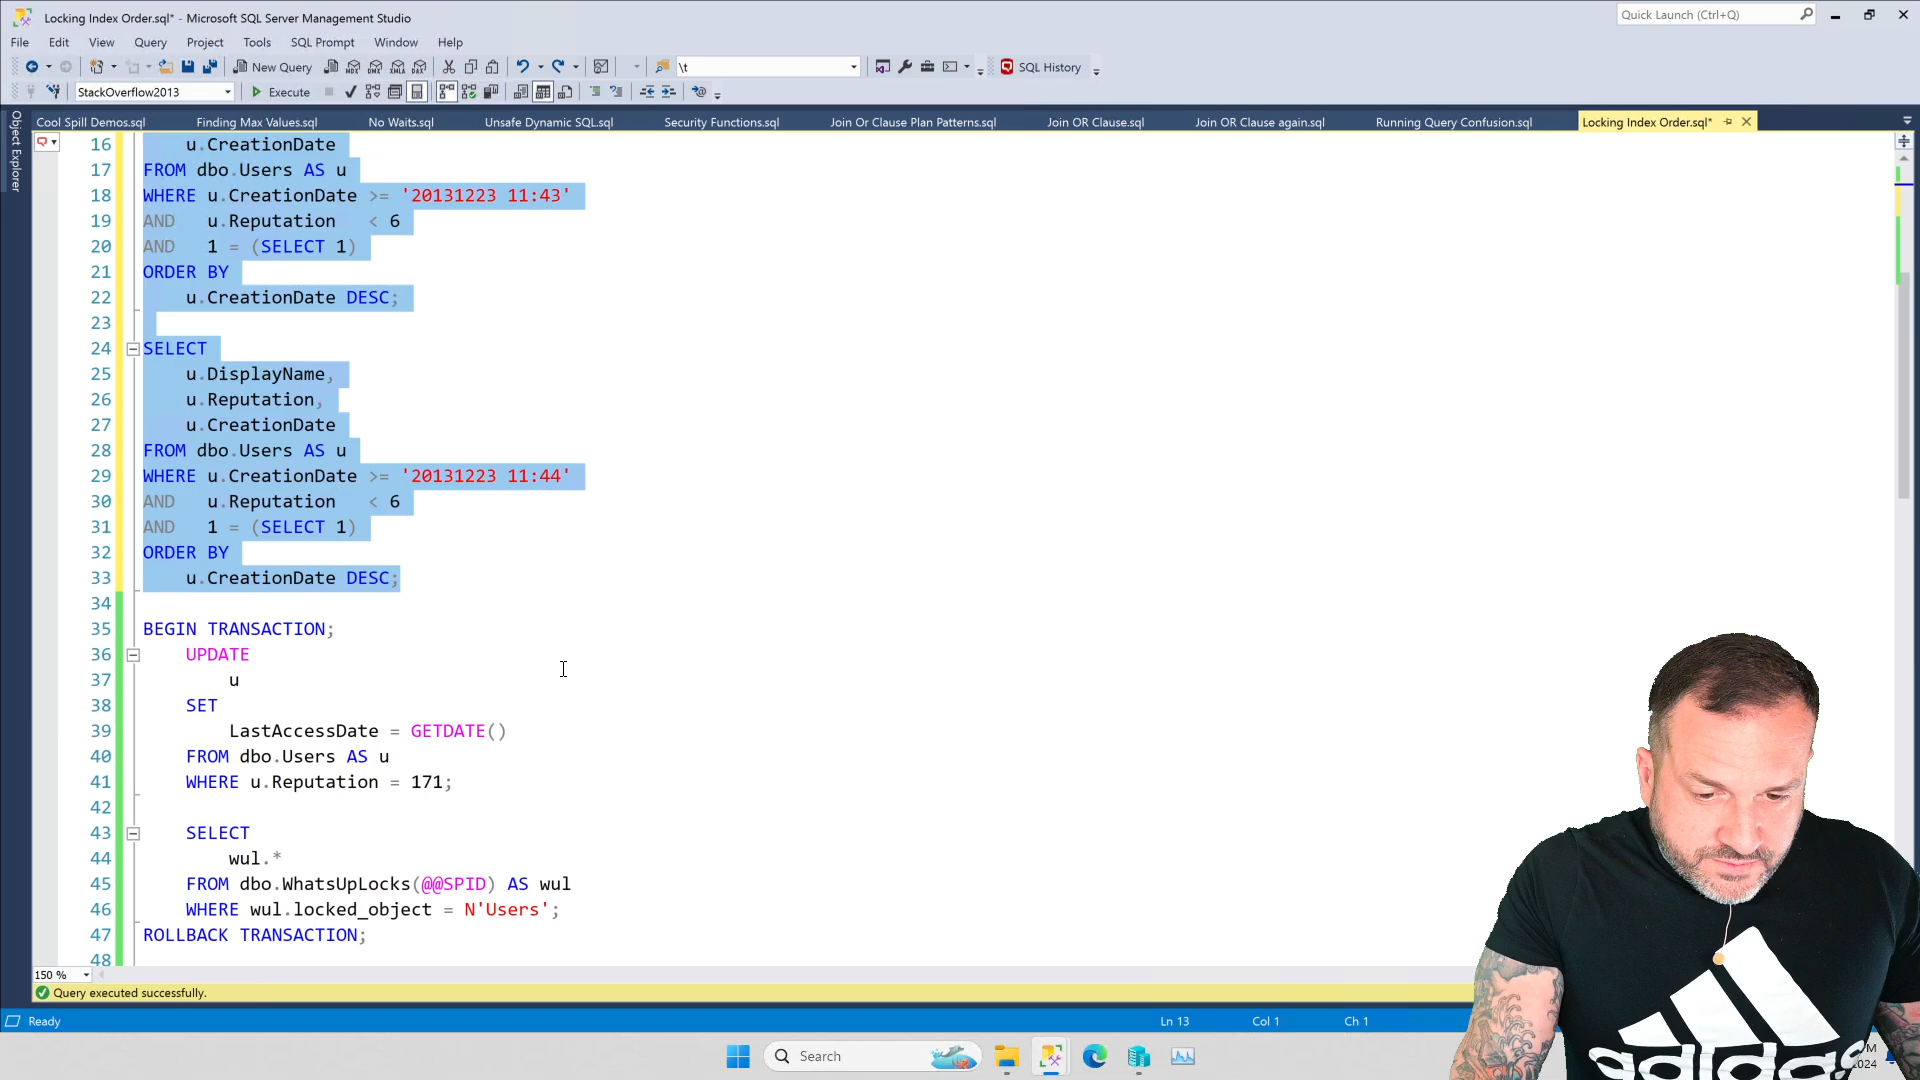 Locking Index Order.sql* - Microsoft SQL Server Management Studio
Quick Launch (Ctrl+Q)
File Edit View Query Project Tools SQL Prompt Window Help
New Query
\t
SQL History
StackOverflow2013
Execute
Object Explorer
Cool Spill Demos.sql Finding Max Values.sql No Waits.sql Unsafe Dynamic SQL.sql Security Functions.sql Join Or Clause Plan Patterns.sql Join OR Clause.sql Join OR Clause again.sql Running Query Confusion.sql Locking Index Order.sql*
16 u.CreationDate
17 FROM dbo.Users AS u
18 WHERE u.CreationDate >= '20131223 11:43'
19 AND u.Reputation < 6
20 AND 1 = (SELECT 1)
21 ORDER BY
22 u.CreationDate DESC;
23
24 SELECT
25 u.DisplayName,
26 u.Reputation,
27 u.CreationDate
28 FROM dbo.Users AS u
29 WHERE u.CreationDate >= '20131223 11:44'
30 AND u.Reputation < 6
31 AND 1 = (SELECT 1)
32 ORDER BY
33 u.CreationDate DESC;
34
35 BEGIN TRANSACTION;
36 UPDATE
37 u
38 SET
39 LastAccessDate = GETDATE()
40 FROM dbo.Users AS u
41 WHERE u.Reputation = 171;
42
43 SELECT
44 wul.*
45 FROM dbo.WhatsUpLocks(@@SPID) AS wul
46 WHERE wul.locked_object = N'Users';
47 ROLLBACK TRANSACTION;
48
150 %
Query executed successfully.
Ready Ln 13 Col 1 Ch 1
Search
adidas